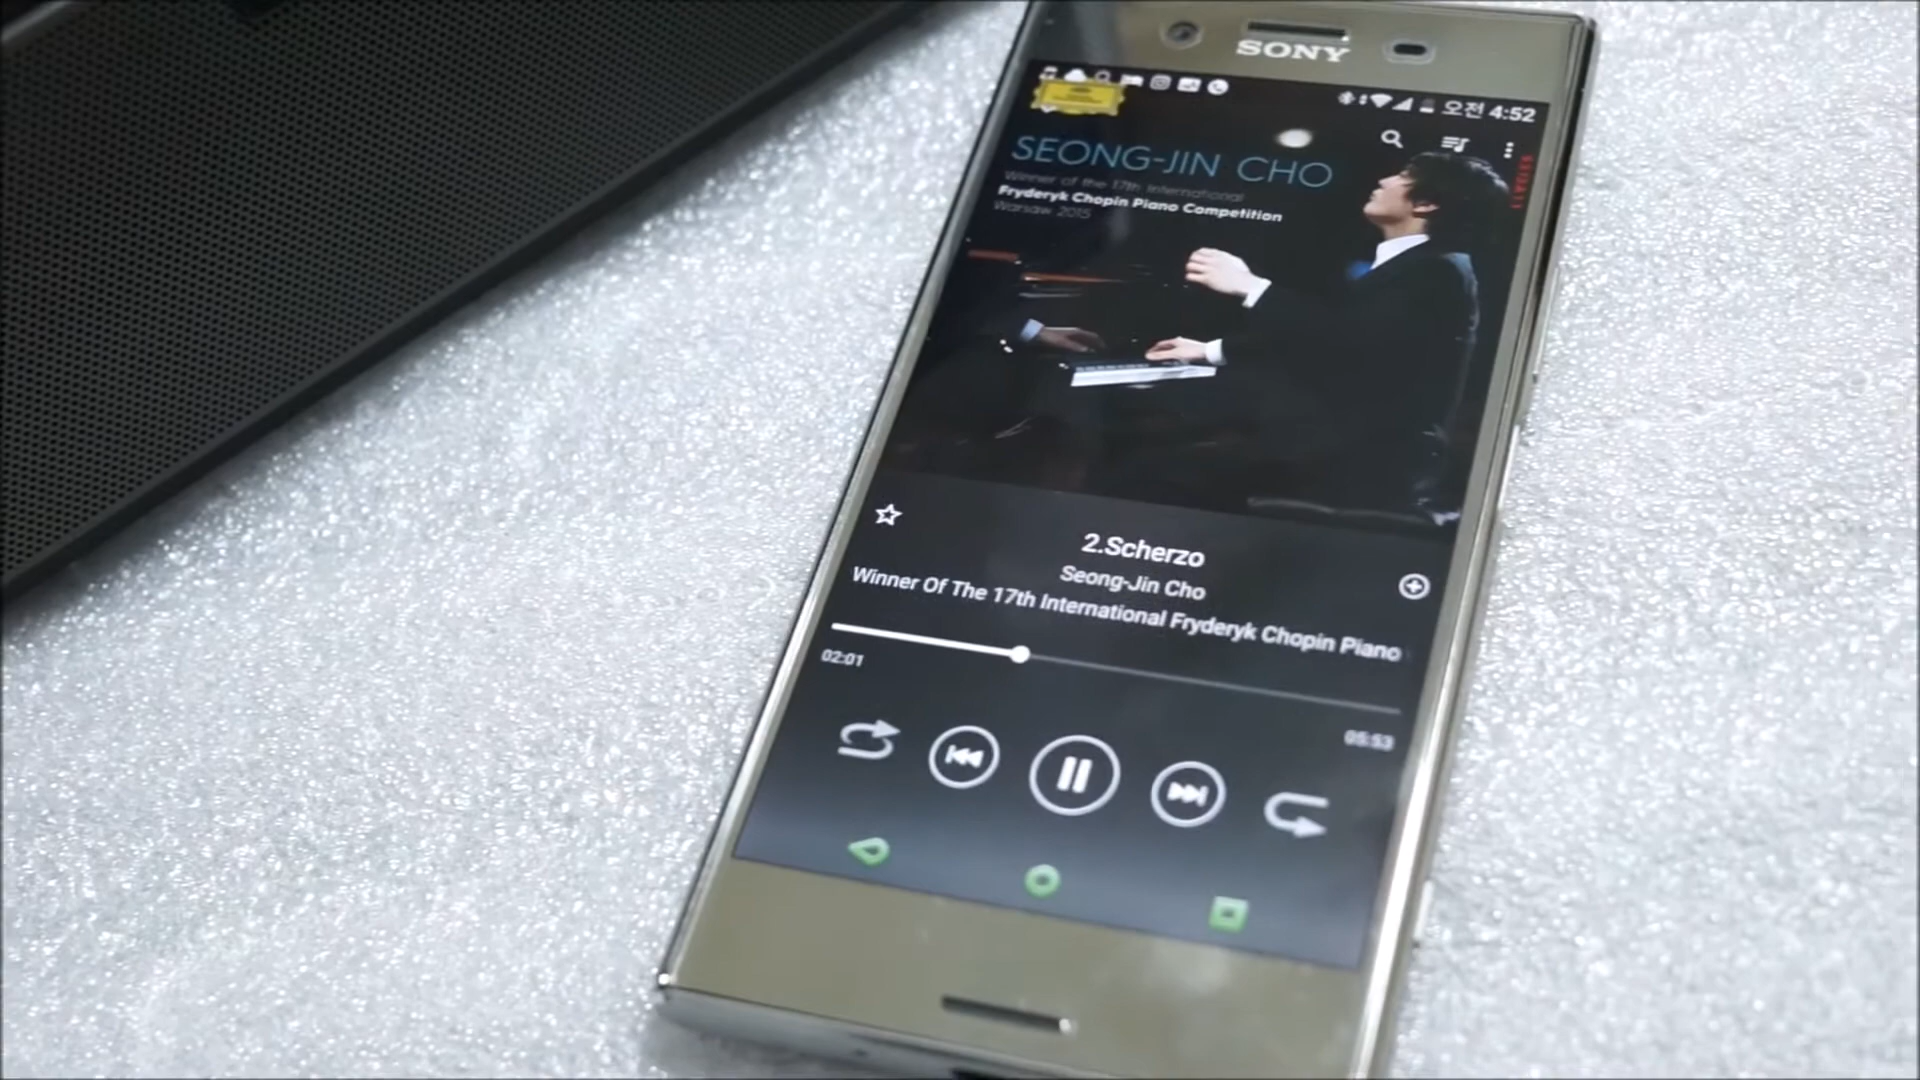 SONY
오전 4:52
SEONG-JIN CHO
Winner of the 17th International
Fryderyk Chopin Piano Competition
Warsaw 2015
2.Scherzo
Seong-Jin Cho
Winner Of The 17th International Fryderyk Chopin Piano
02:01
05:53